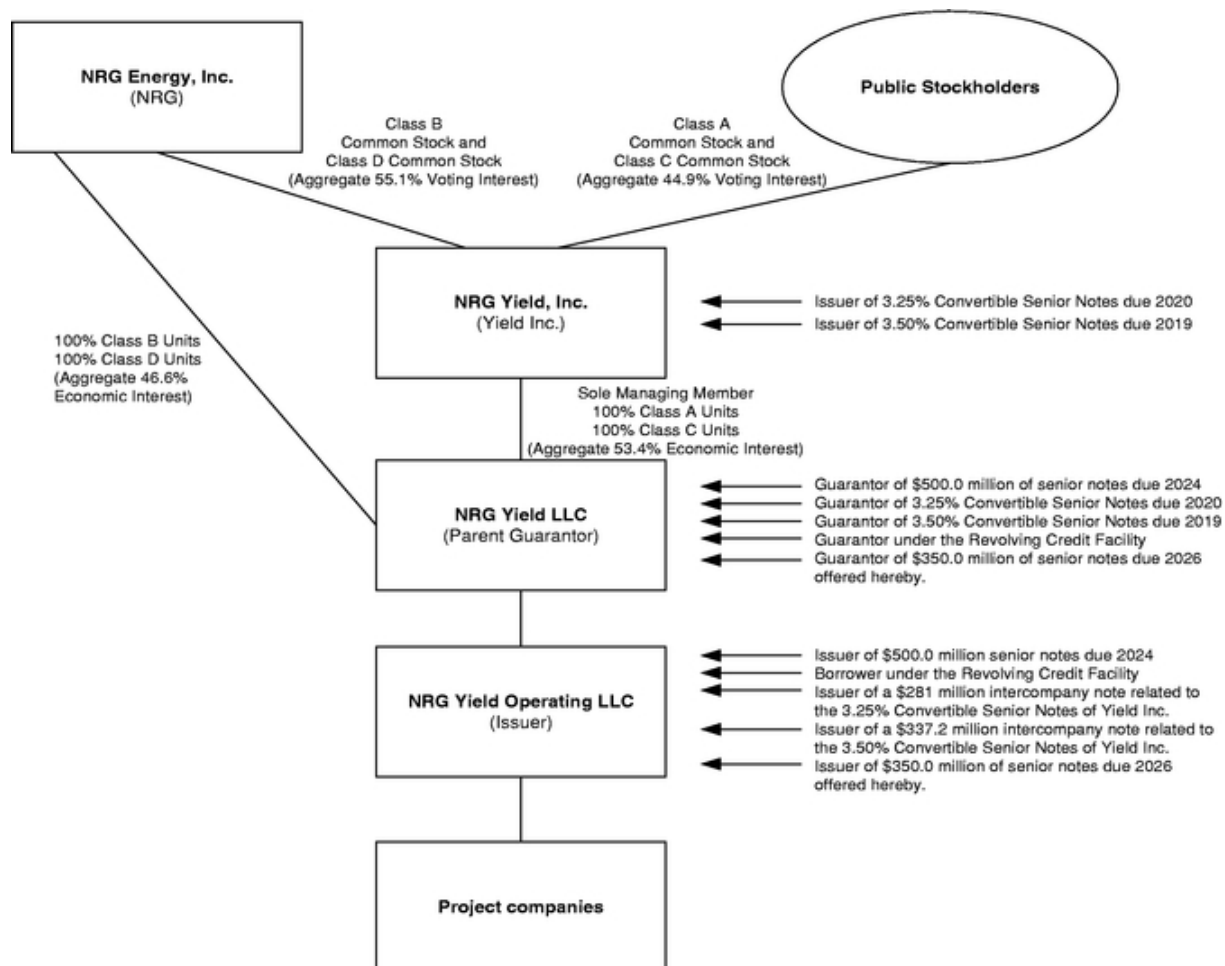 NRG Energy, Inc.
(NRG)
Public Stockholders
Class B
Common Stock and
Class D Common Stock
(Aggregate 55.1% Voting Interest)
Class A
Common Stock and
Class C Common Stock
(Aggregate 44.9% Voting Interest)
NRG Yield, Inc.
(Yield Inc.)
Issuer of 3.25% Convertible Senior Notes due 2020
Issuer of 3.50% Convertible Senior Notes due 2019
100% Class B Units
100% Class D Units
(Aggregate 46.6%
Economic Interest)
Sole Managing Member
100% Class A Units
100% Class C Units
(Aggregate 53.4% Economic Interest)
NRG Yield LLC
(Parent Guarantor)
Guarantor of $500.0 million of senior notes due 2024
Guarantor of 3.25% Convertible Senior Notes due 2020
Guarantor of 3.50% Convertible Senior Notes due 2019
Guarantor under the Revolving Credit Facility
Guarantor of $350.0 million of senior notes due 2026
offered hereby.
NRG Yield Operating LLC
(Issuer)
Issuer of $500.0 million senior notes due 2024
Borrower under the Revolving Credit Facility
Issuer of a $281 million intercompany note related to
the 3.25% Convertible Senior Notes of Yield Inc.
Issuer of a $337.2 million intercompany note related to
the 3.50% Convertible Senior Notes of Yield Inc.
Issuer of $350.0 million of senior notes due 2026
offered hereby.
Project companies